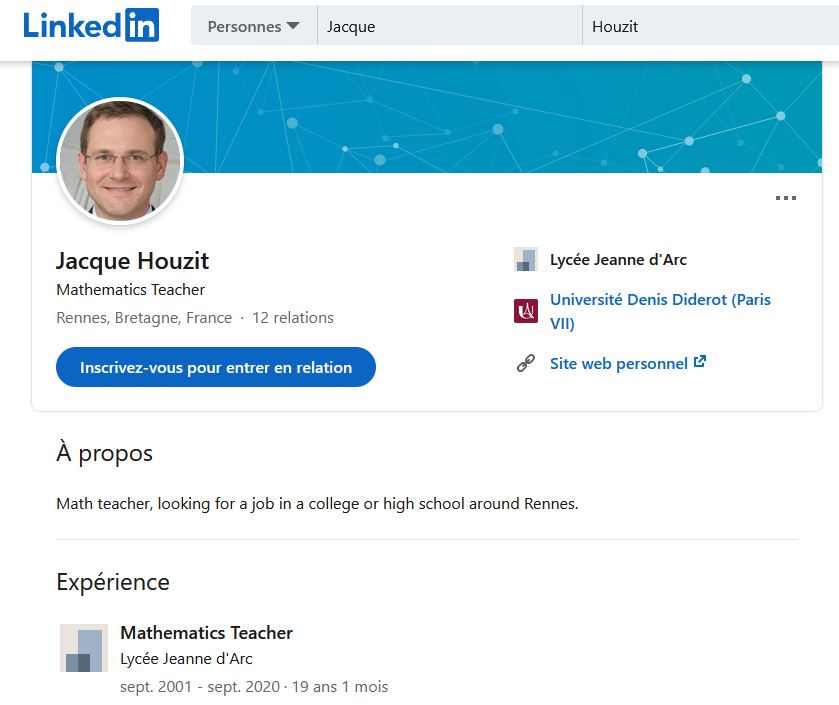 LinkedIn
Personnes
Jacque
Houzit
Jacque Houzit
Mathematics Teacher
Rennes, Bretagne, France · 12 relations
Inscrivez-vous pour entrer en relation
Lycée Jeanne d'Arc
Université Denis Diderot (Paris
VII)
Site web personnel
À propos
Math teacher, looking for a job in a college or high school around Rennes.
Expérience
Mathematics Teacher
Lycée Jeanne d'Arc
sept. 2001 - sept. 2020 · 19 ans 1 mois